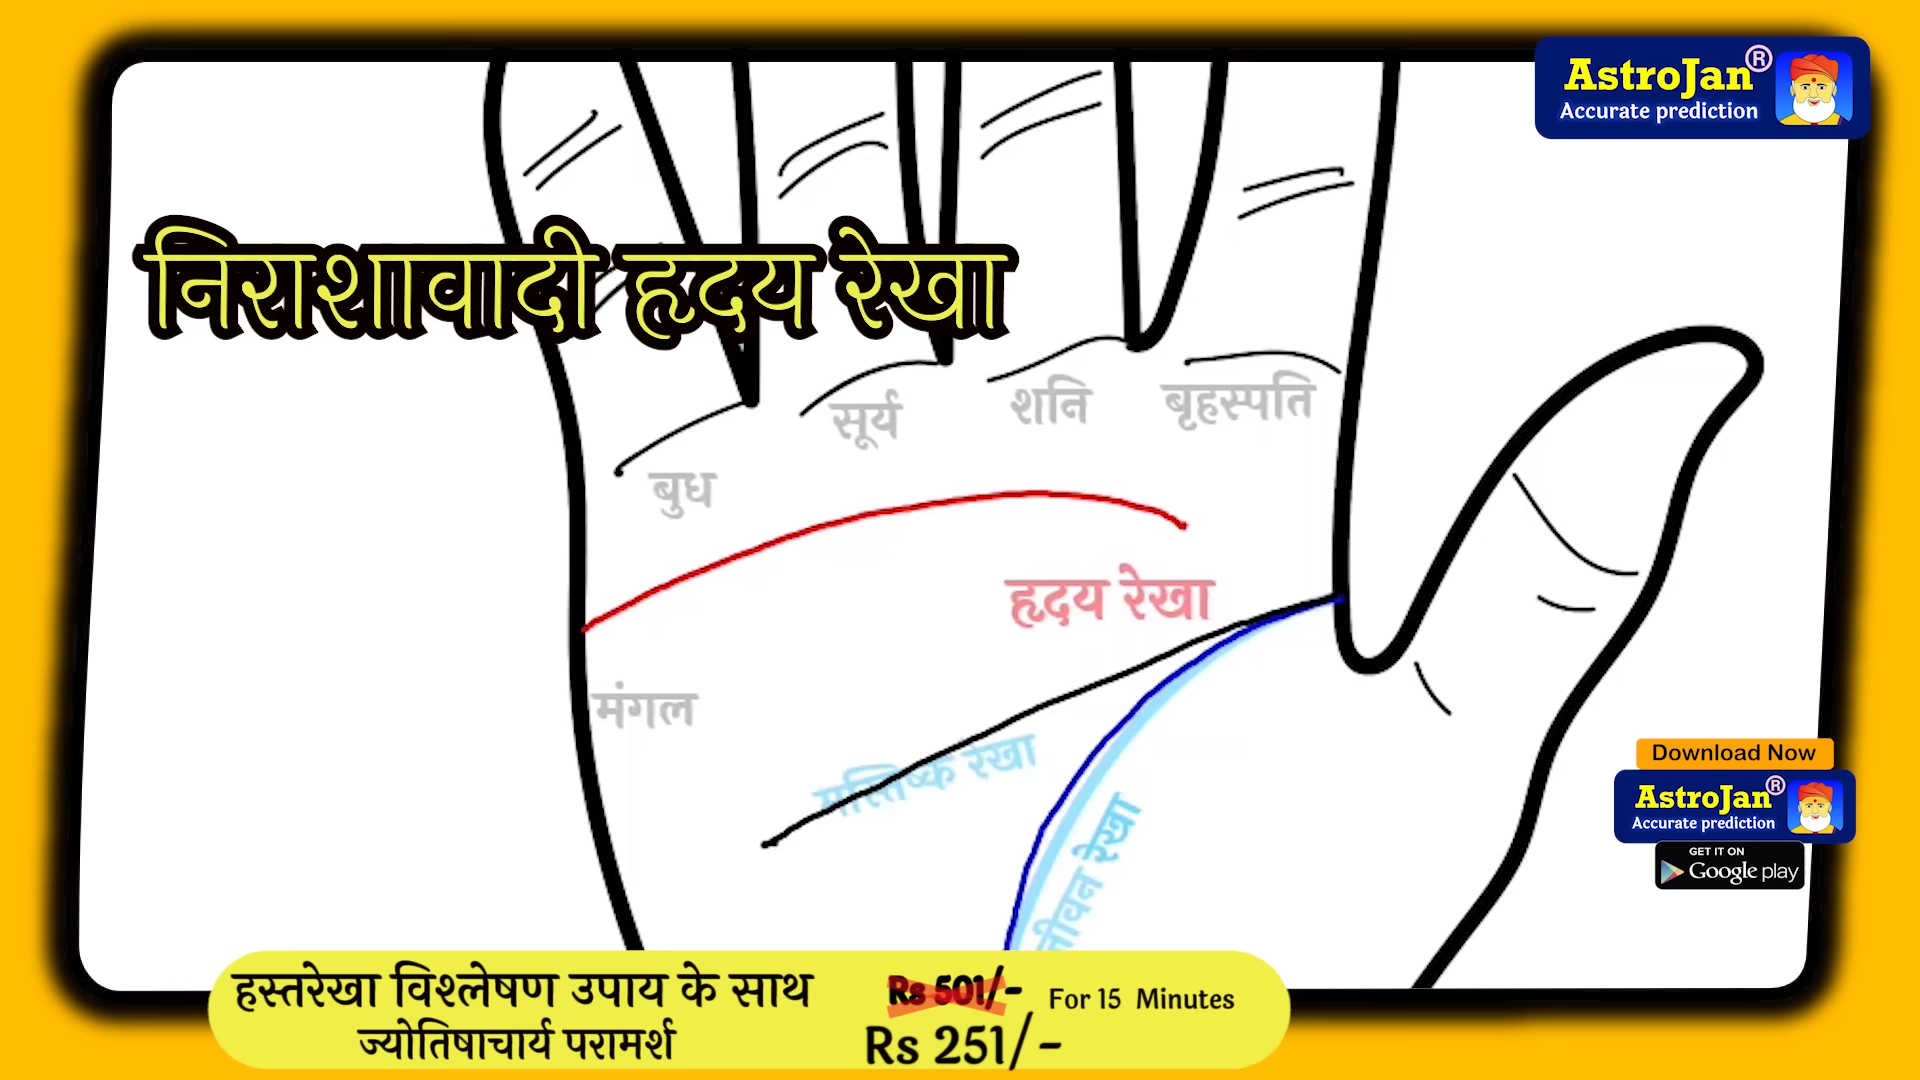 AstroJan®
Accurate prediction
निराशावादी हृदय रेखा
सूर्य
शनि
बृहस्पति
बुध
हृदय रेखा
मंगल
मस्तिष्क रेखा
जीवन रेखा
Download Now
AstroJan®
Accurate prediction
GET IT ON
Google play
हस्तरेखा विश्लेषण उपाय के साथ
ज्योतिषाचार्य परामर्श
Rs 501/-
For 15 Minutes
Rs 251/-